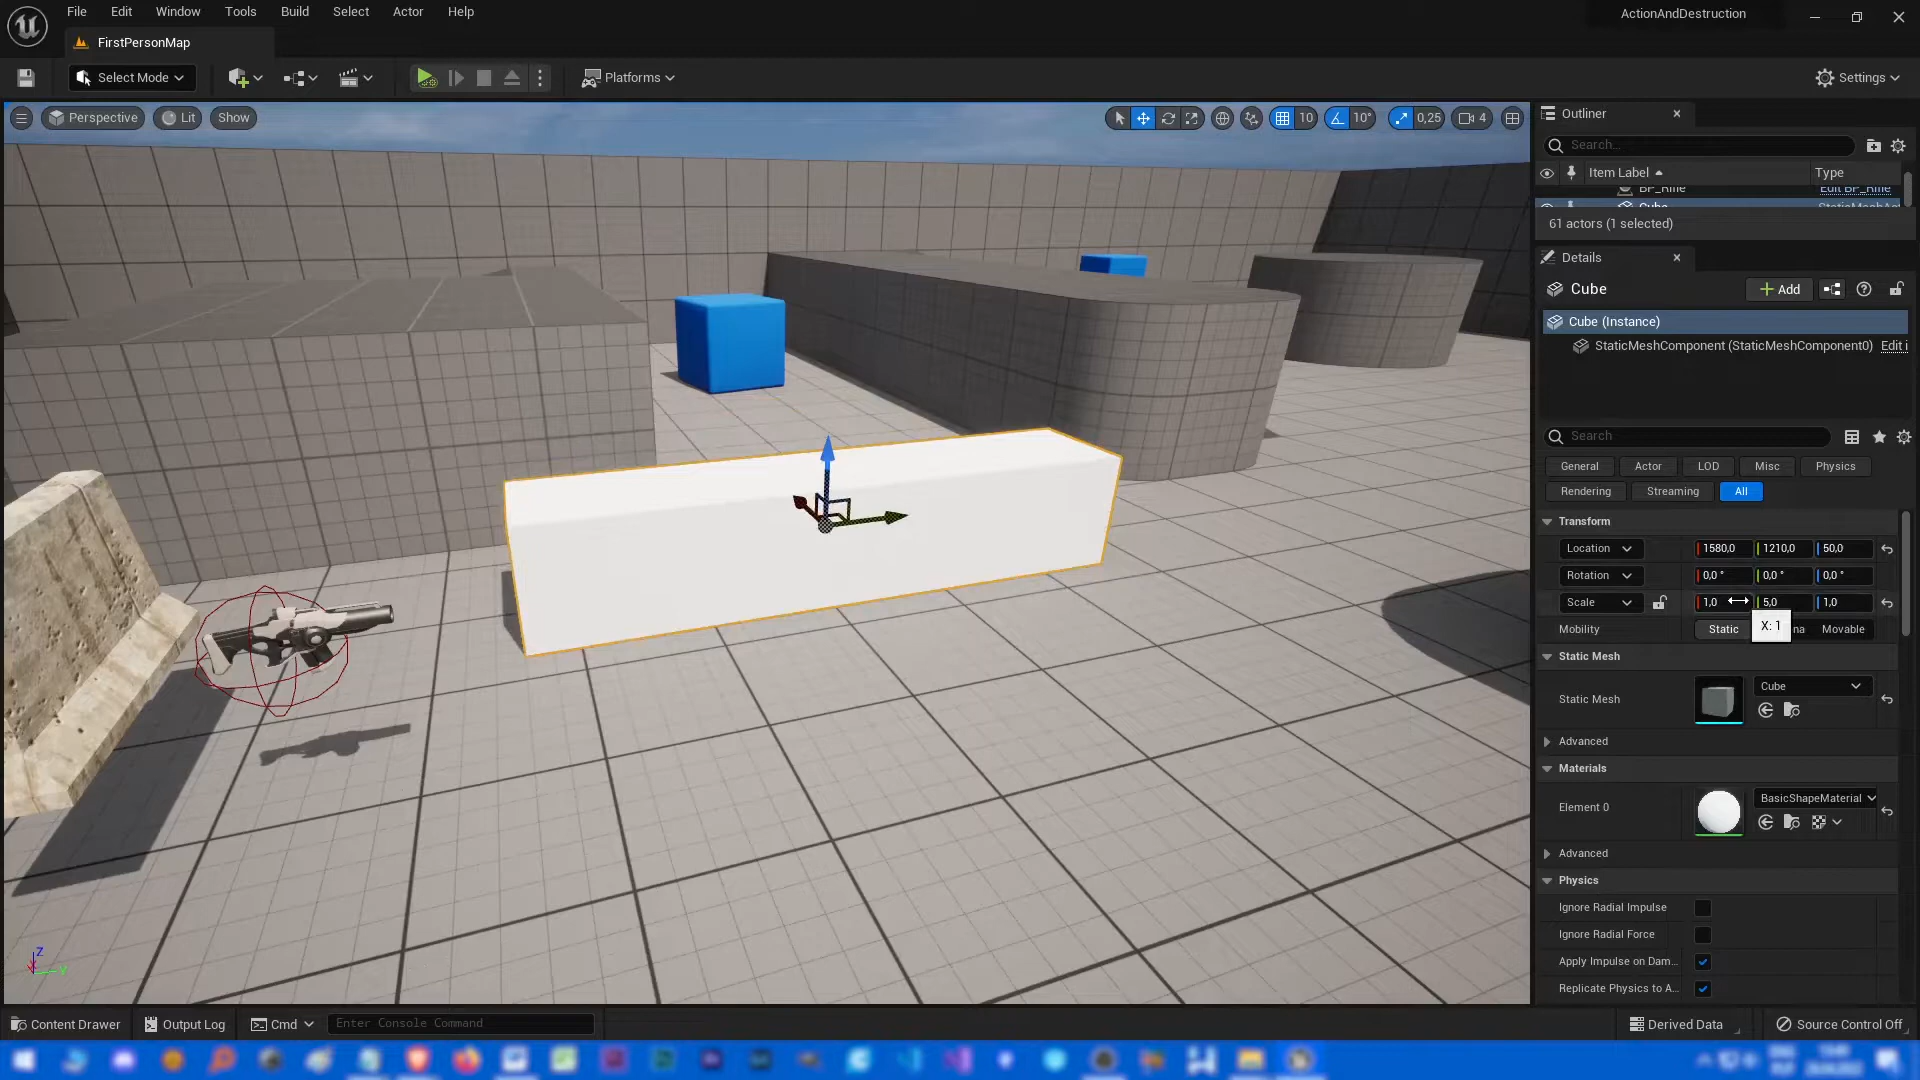 File Edit Window Tools Build Select Actor Help
ActionAndDestruction
FirstPersonMap
Select Mode
Platforms
Settings
Perspective Lit Show
10 10° 0,25 4
Outliner
Search...
Item Label Type
BP_Rifle Edit BP_Rifle
Cube StaticMeshAc
61 actors (1 selected)
Details
Cube
Add
Cube (Instance)
StaticMeshComponent (StaticMeshComponent0) Edit i
Search
General Actor LOD Misc Physics
Rendering Streaming All
Transform
Location 1580,0 1210,0 50,0
Rotation 0,0 ° 0,0 ° 0,0 °
Scale 1,0 5,0 1,0
Mobility Static na Movable
X: 1
Static Mesh
Static Mesh Cube
Advanced
Materials
Element 0 BasicShapeMaterial
Advanced
Physics
Ignore Radial Impulse
Ignore Radial Force
Apply Impulse on Dam...
Replicate Physics to A...
Z
X Y
Content Drawer Output Log Cmd Enter Console Command
Derived Data Source Control Off